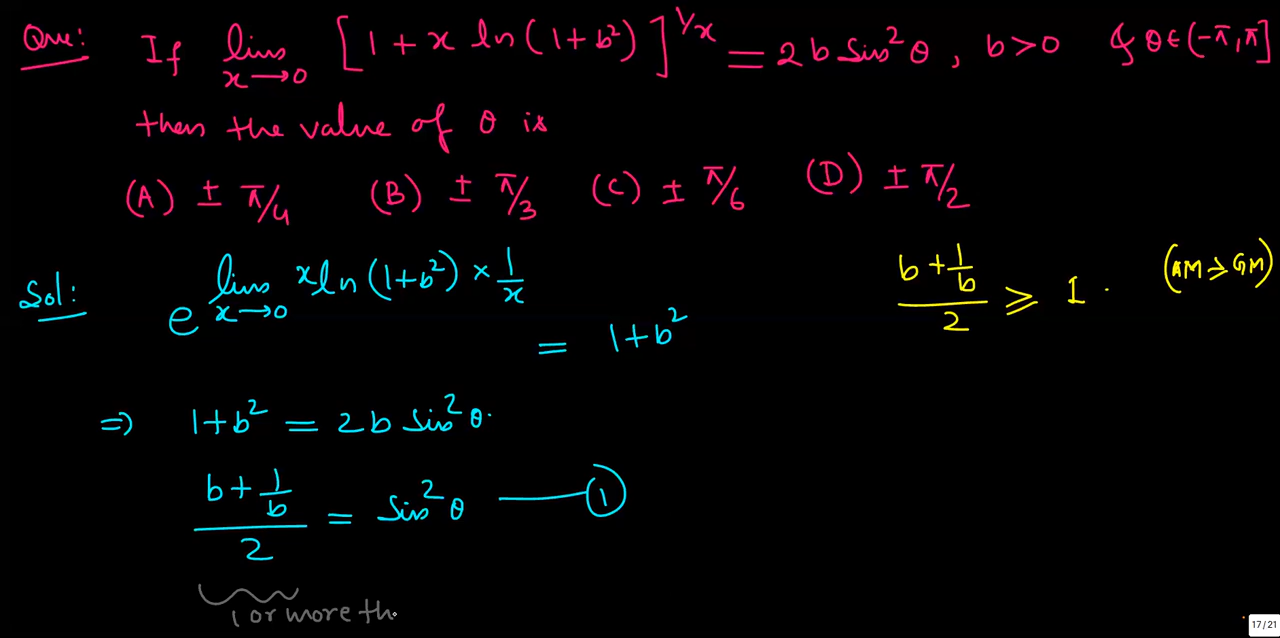 Que: If lim x→0 [1 + x ln(1+b²)]^1/x = 2b sin²θ, b>0 & θ∈(-π,π]
then the value of θ is
(A) ± π/4 (B) ± π/3 (C) ± π/6 (D) ± π/2
Sol: e^lim x→0 x ln(1+b²) × 1/x
= 1+b²
(b + 1/b)/2 ≥ 1. (AM ≥ GM)
⇒ 1+b² = 2b sin²θ.
(b + 1/b)/2 = sin²θ — ①
1 or more th
17/21